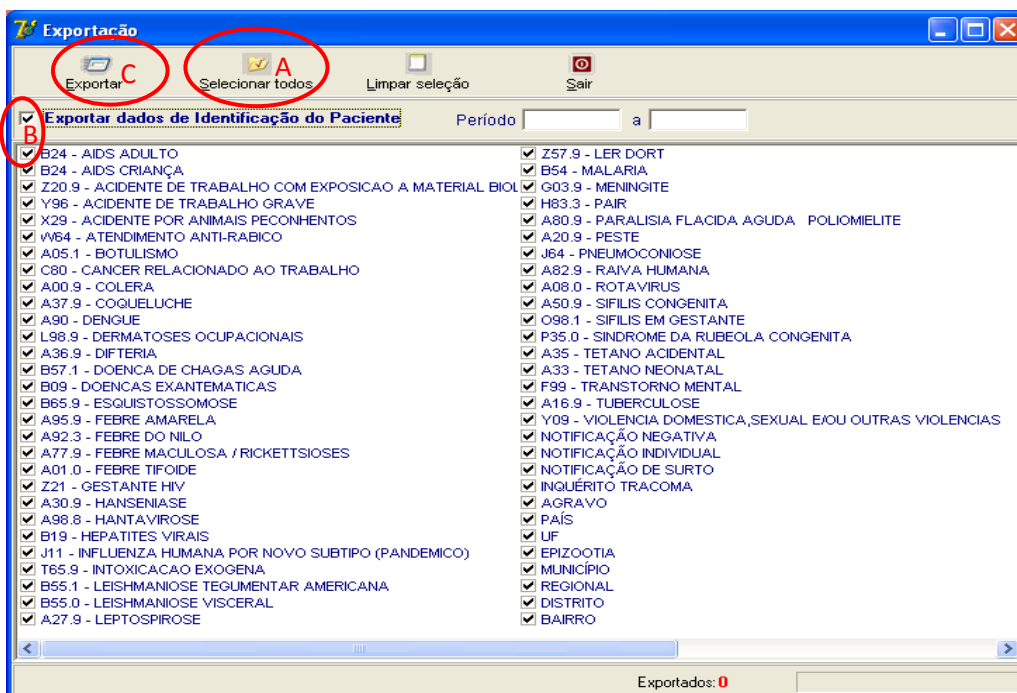 Exportação
Exportar C
Selecionar todos A
Limpar seleção
Sair
B Exportar dados de Identificação do Paciente
Período a
B24 - AIDS ADULTO
B24 - AIDS CRIANÇA
Z20.9 - ACIDENTE DE TRABALHO COM EXPOSICAO A MATERIAL BIOL
Y96 - ACIDENTE DE TRABALHO GRAVE
X29 - ACIDENTE POR ANIMAIS PECONHENTOS
W64 - ATENDIMENTO ANTI-RABICO
A05.1 - BOTULISMO
C80 - CANCER RELACIONADO AO TRABALHO
A00.9 - COLERA
A37.9 - COQUELUCHE
A90 - DENGUE
L98.9 - DERMATOSES OCUPACIONAIS
A36.9 - DIFTERIA
B57.1 - DOENCA DE CHAGAS AGUDA
B09 - DOENCAS EXANTEMATICAS
B65.9 - ESQUISTOSSOMOSE
A95.9 - FEBRE AMARELA
A92.3 - FEBRE DO NILO
A77.9 - FEBRE MACULOSA / RICKETTSIOSES
A01.0 - FEBRE TIFOIDE
Z21 - GESTANTE HIV
A30.9 - HANSENIASE
A98.8 - HANTAVIROSE
B19 - HEPATITES VIRAIS
J11 - INFLUENZA HUMANA POR NOVO SUBTIPO (PANDEMICO)
T65.9 - INTOXICACAO EXOGENA
B55.1 - LEISHMANIOSE TEGUMENTAR AMERICANA
B55.0 - LEISHMANIOSE VISCERAL
A27.9 - LEPTOSPIROSE
Z57.9 - LER DORT
B54 - MALARIA
G03.9 - MENINGITE
H83.3 - PAIR
A80.9 - PARALISIA FLACIDA AGUDA POLIOMIELITE
A20.9 - PESTE
J64 - PNEUMOCONIOSE
A82.9 - RAIVA HUMANA
A08.0 - ROTAVIRUS
A50.9 - SIFILIS CONGENITA
O98.1 - SIFILIS EM GESTANTE
P35.0 - SINDROME DA RUBEOLA CONGENITA
A35 - TETANO ACIDENTAL
A33 - TETANO NEONATAL
F99 - TRANSTORNO MENTAL
A16.9 - TUBERCULOSE
Y09 - VIOLENCIA DOMESTICA,SEXUAL E/OU OUTRAS VIOLENCIAS
NOTIFICAÇÃO NEGATIVA
NOTIFICAÇÃO INDIVIDUAL
NOTIFICAÇÃO DE SURTO
INQUÉRITO TRACOMA
AGRAVO
PAÍS
UF
EPIZOOTIA
MUNICÍPIO
REGIONAL
DISTRITO
BAIRRO
Exportados: 0